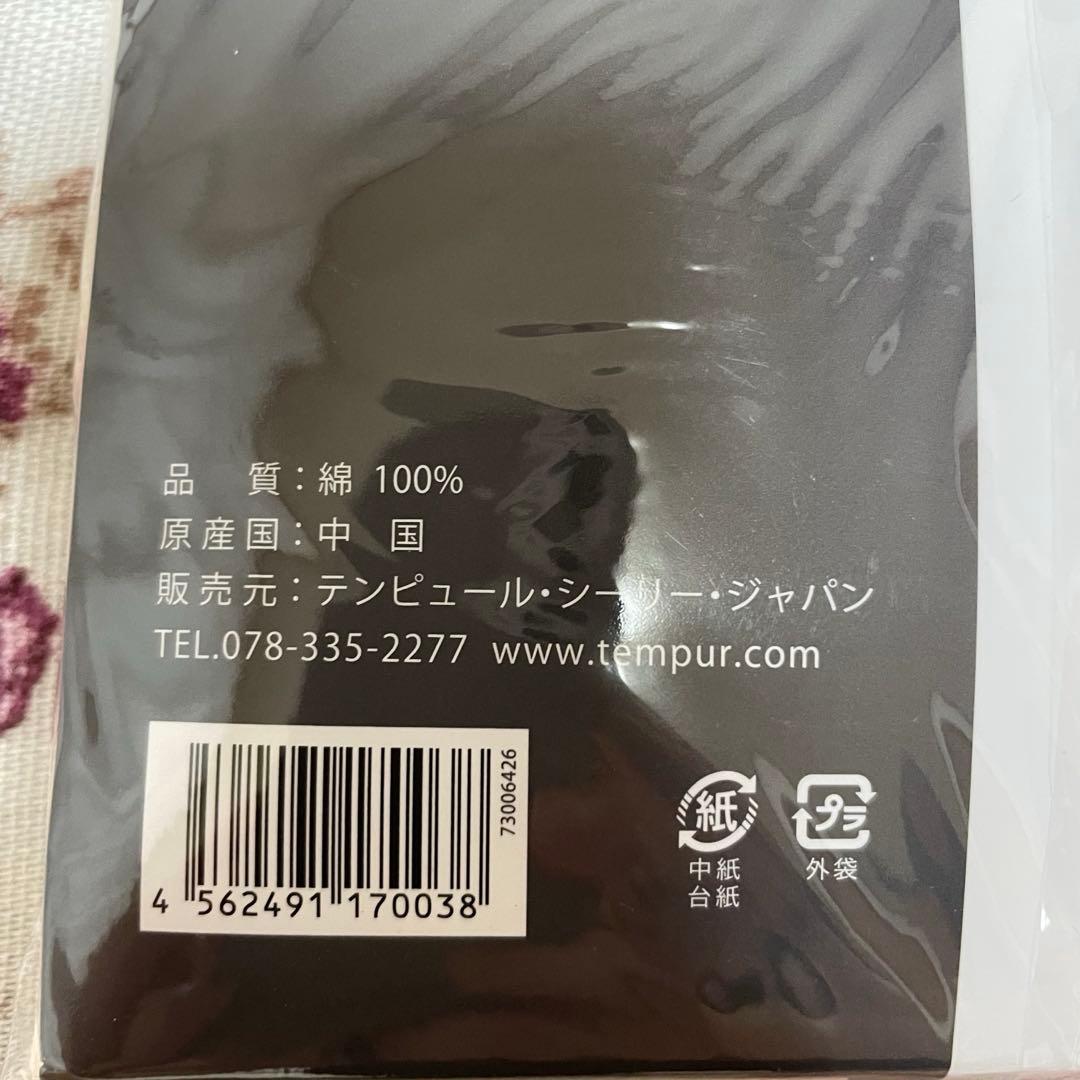 品　質：綿 100%
原産国：中　国
販売元：テンピュール・シーリー・ジャパン
TEL.078-335-2277 www.tempur.com
73006426
4 562491 170038
紙
中紙
台紙
プラ
外袋